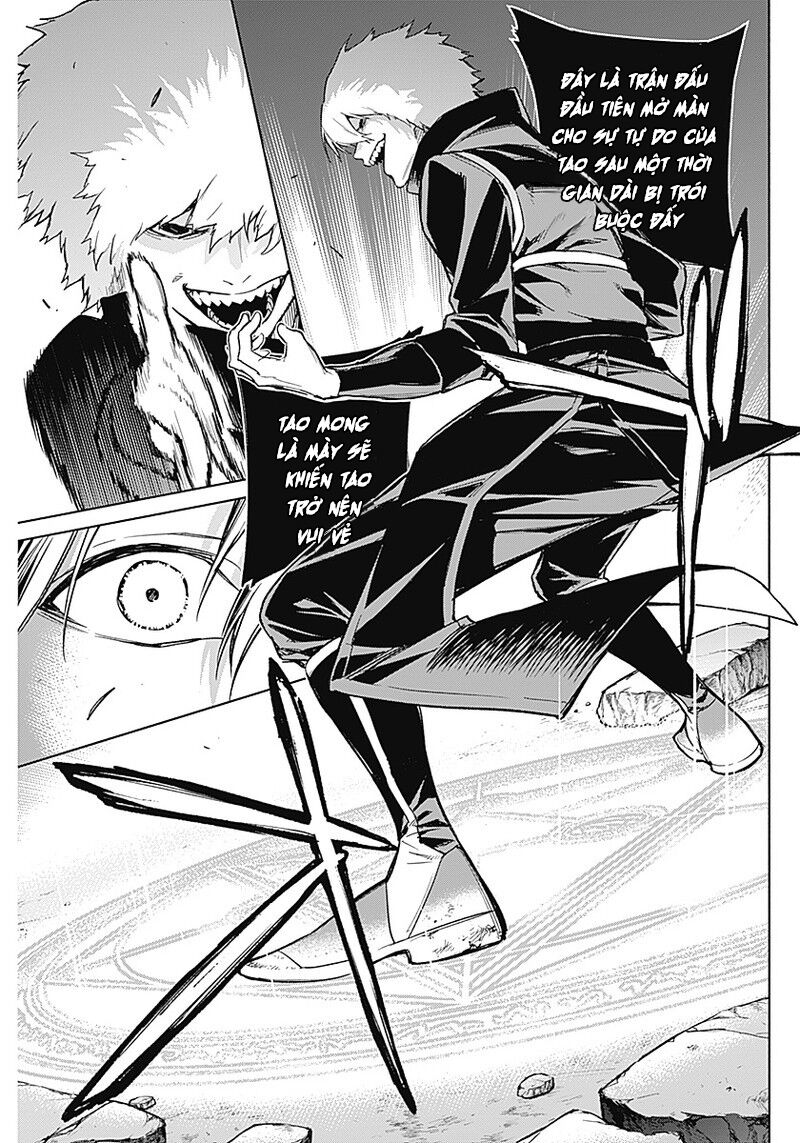 ĐÂY LÀ TRẬN ĐẤU
ĐẦU TIÊN MỞ MÀN
CHO SỰ TỰ DO CỦA
TAO SAU MỘT THỜI
GIAN DÀI BỊ TRÓI
BUỘC ĐẤY
TAO MONG
LÀ MÀY SẼ
KHIẾN TAO
TRỞ NÊN
VUI VẺ